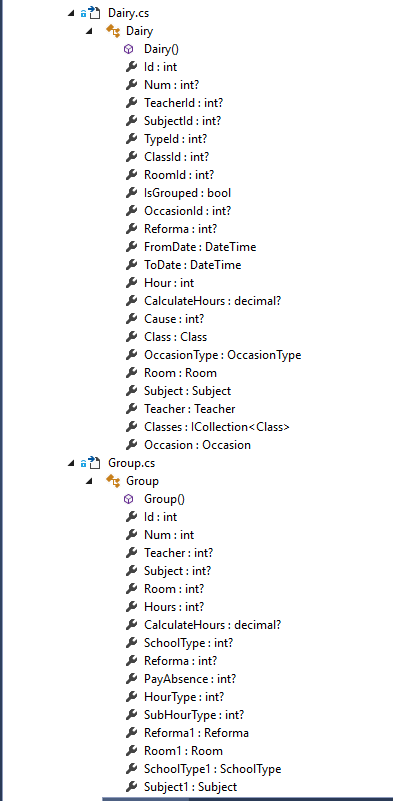 Dairy.cs
Dairy
Dairy()
Id : int
Num : int?
TeacherId : int?
SubjectId : int?
TypeId : int?
ClassId : int?
RoomId : int?
IsGrouped : bool
OccasionId : int?
Reforma : int?
FromDate : DateTime
ToDate : DateTime
Hour : int
CalculateHours : decimal?
Cause : int?
Class : Class
OccasionType : OccasionType
Room : Room
Subject : Subject
Teacher : Teacher
Classes : ICollection<Class>
Occasion : Occasion
Group.cs
Group
Group()
Id : int
Num : int
Teacher : int?
Subject : int?
Room : int?
Hours : int?
CalculateHours : decimal?
SchoolType : int?
Reforma : int?
PayAbsence : int?
HourType : int?
SubHourType : int?
Reforma1 : Reforma
Room1 : Room
SchoolType1 : SchoolType
Subject1 : Subject